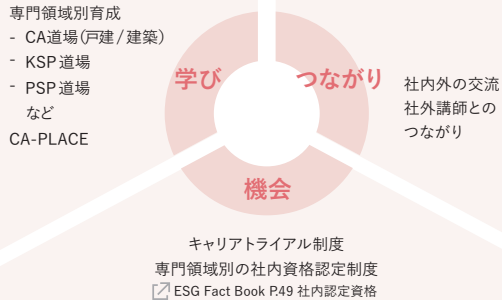 専門領域別育成
- CA道場(戸建/建築)
- KSP道場
- PSP道場
など
CA-PLACE
学び
つながり
社内外の交流
社外講師との
つながり
機会
キャリアトライアル制度
専門領域別の社内資格認定制度
ESG Fact Book P.49 社内認定資格